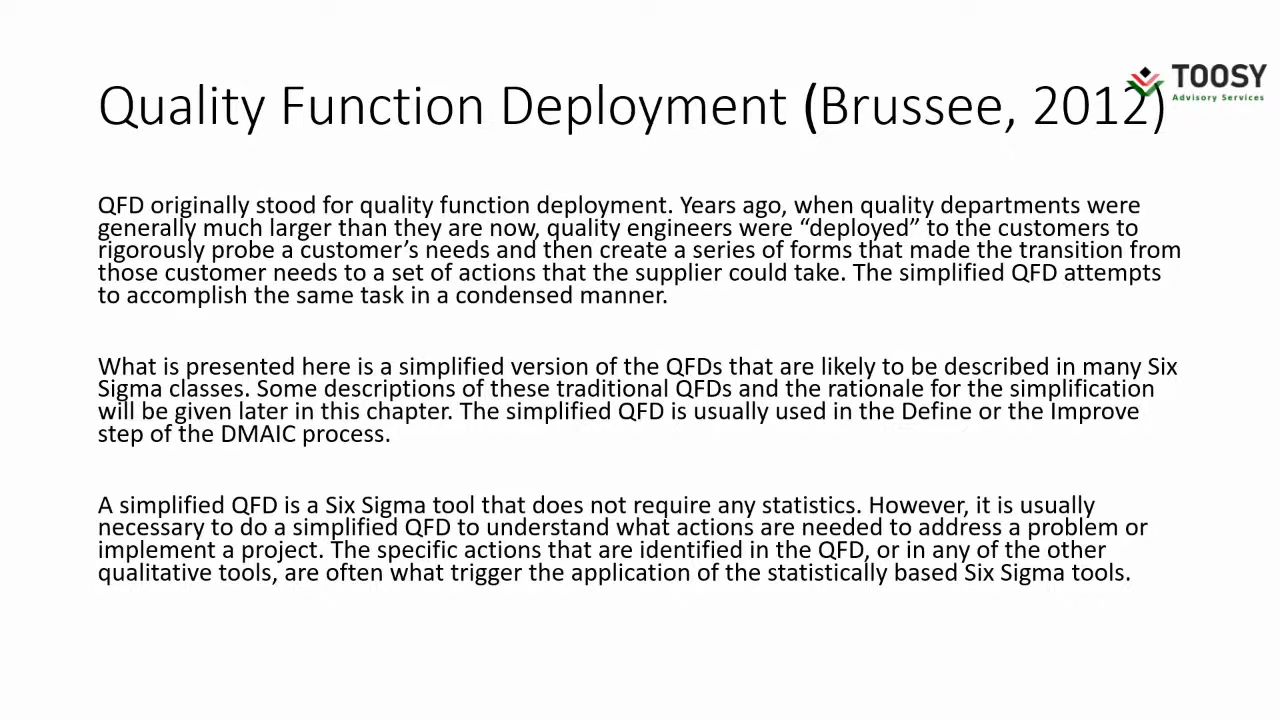 TOOSY
Advisory Services
Quality Function Deployment (Brussee, 2012)
QFD originally stood for quality function deployment. Years ago, when quality departments were
generally much larger than they are now, quality engineers were “deployed” to the customers to
rigorously probe a customer’s needs and then create a series of forms that made the transition from
those customer needs to a set of actions that the supplier could take. The simplified QFD attempts
to accomplish the same task in a condensed manner.
What is presented here is a simplified version of the QFDs that are likely to be described in many Six
Sigma classes. Some descriptions of these traditional QFDs and the rationale for the simplification
will be given later in this chapter. The simplified QFD is usually used in the Define or the Improve
step of the DMAIC process.
A simplified QFD is a Six Sigma tool that does not require any statistics. However, it is usually
necessary to do a simplified QFD to understand what actions are needed to address a problem or
implement a project. The specific actions that are identified in the QFD, or in any of the other
qualitative tools, are often what trigger the application of the statistically based Six Sigma tools.